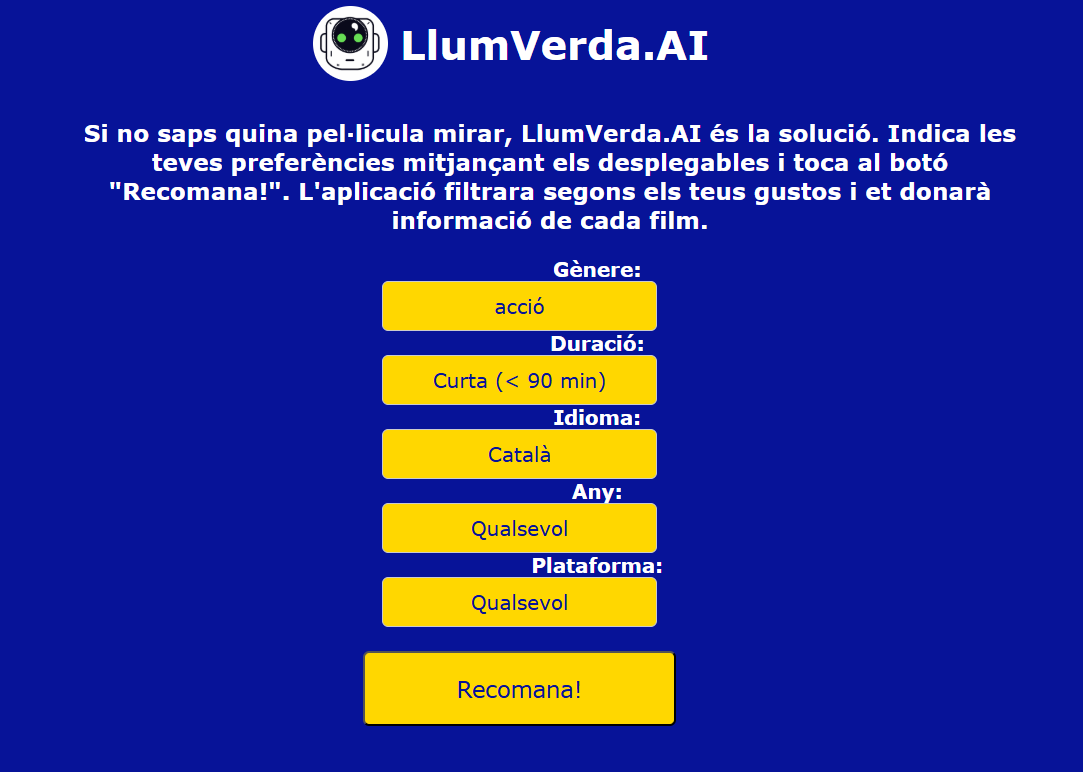 LlumVerda.AI
Si no saps quina pel·licula mirar, LlumVerda.AI és la solució. Indica les
teves preferències mitjançant els desplegables i toca al botó
"Recomana!". L'aplicació filtrara segons els teus gustos i et donarà
informació de cada film.
Gènere:
acció
Duració:
Curta (< 90 min)
Idioma:
Català
Any:
Qualsevol
Plataforma:
Qualsevol
Recomana!